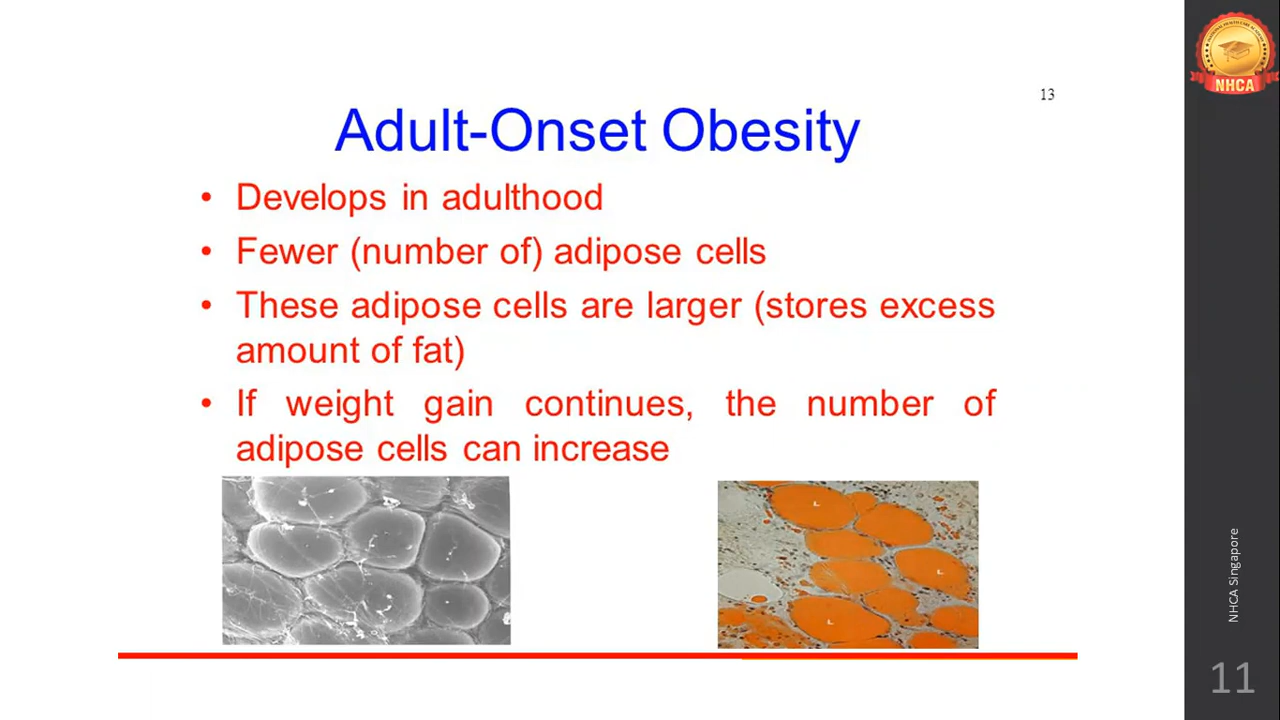 13
Adult-Onset Obesity
• Develops in adulthood
• Fewer (number of) adipose cells
• These adipose cells are larger (stores excess
amount of fat)
• If weight gain continues, the number of
adipose cells can increase
L
L
L
NHCA
NHCA Singapore
11